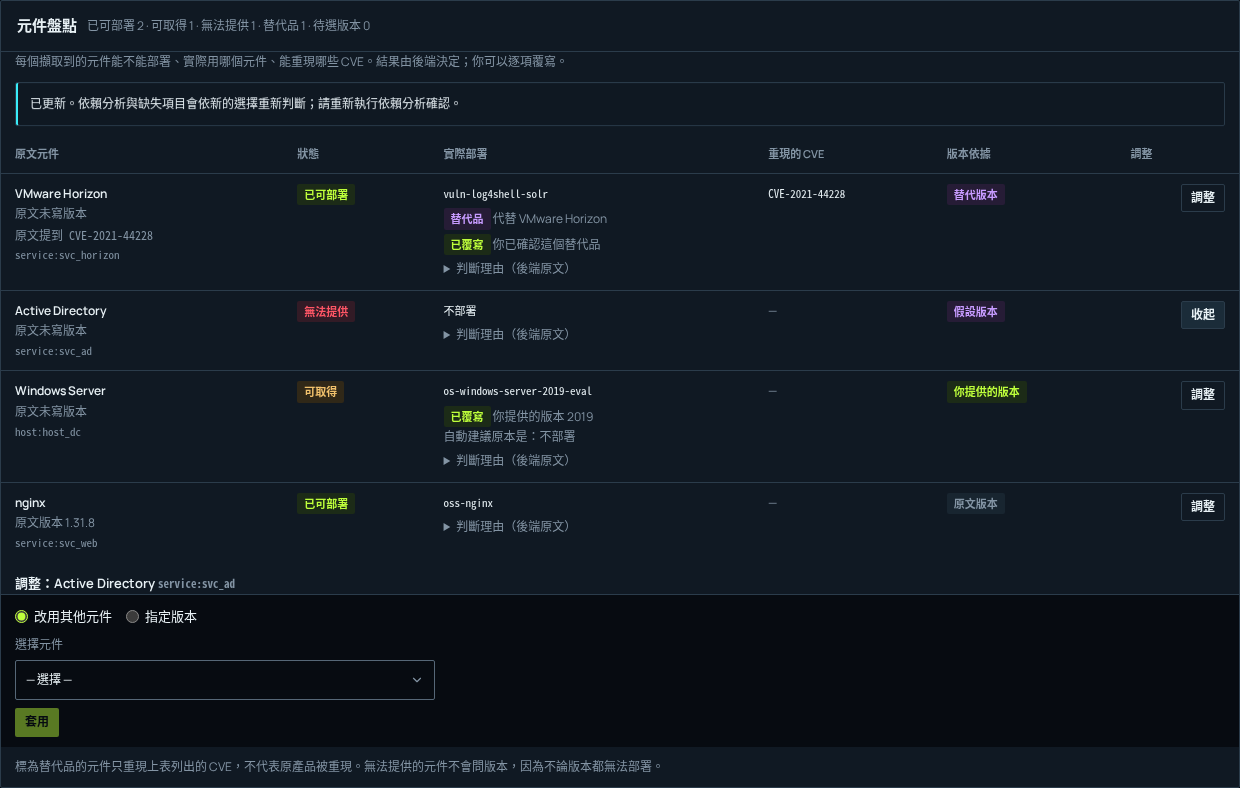 元件盤點 已可部署 2 · 可取得 1 · 無法提供 1 · 替代品 1 · 待選版本 0
每個擷取到的元件能不能部署、實際用哪個元件、能重現哪些 CVE。結果由後端決定；你可以逐項覆寫。
已更新。依賴分析與缺失項目會依新的選擇重新判斷；請重新執行依賴分析確認。
原文元件 狀態 實際部署 重現的 CVE 版本依據 調整
VMware Horizon 已可部署 vuln-log4shell-solr CVE-2021-44228 替代版本 調整
原文未寫版本 替代品 代替 VMware Horizon
原文提到 CVE-2021-44228 已覆寫 你已確認這個替代品
service:svc_horizon ▶ 判斷理由（後端原文）
Active Directory 無法提供 不部署 — 假設版本 收起
原文未寫版本 ▶ 判斷理由（後端原文）
service:svc_ad
Windows Server 可取得 os-windows-server-2019-eval — 你提供的版本 調整
原文未寫版本 已覆寫 你提供的版本 2019
host:host_dc 自動建議原本是：不部署
▶ 判斷理由（後端原文）
nginx 已可部署 oss-nginx — 原文版本 調整
原文版本 1.31.8 ▶ 判斷理由（後端原文）
service:svc_web
調整：Active Directory service:svc_ad
改用其他元件 指定版本
選擇元件
— 選擇 —
套用
標為替代品的元件只重現上表列出的 CVE，不代表原產品被重現。無法提供的元件不會問版本，因為不論版本都無法部署。